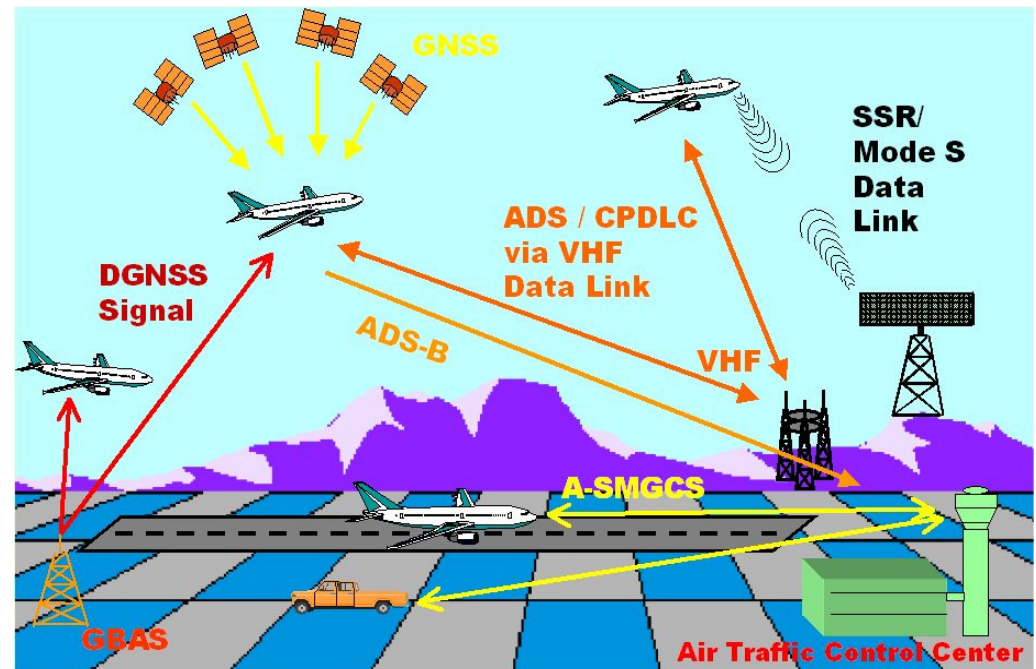 GNSS
SSR/
Mode S
Data
Link
ADS / CPDLC
via VHF
Data Link
DGNSS
Signal
ADS-B
VHF
A-SMGCS
GBAS
Air Traffic Control Center